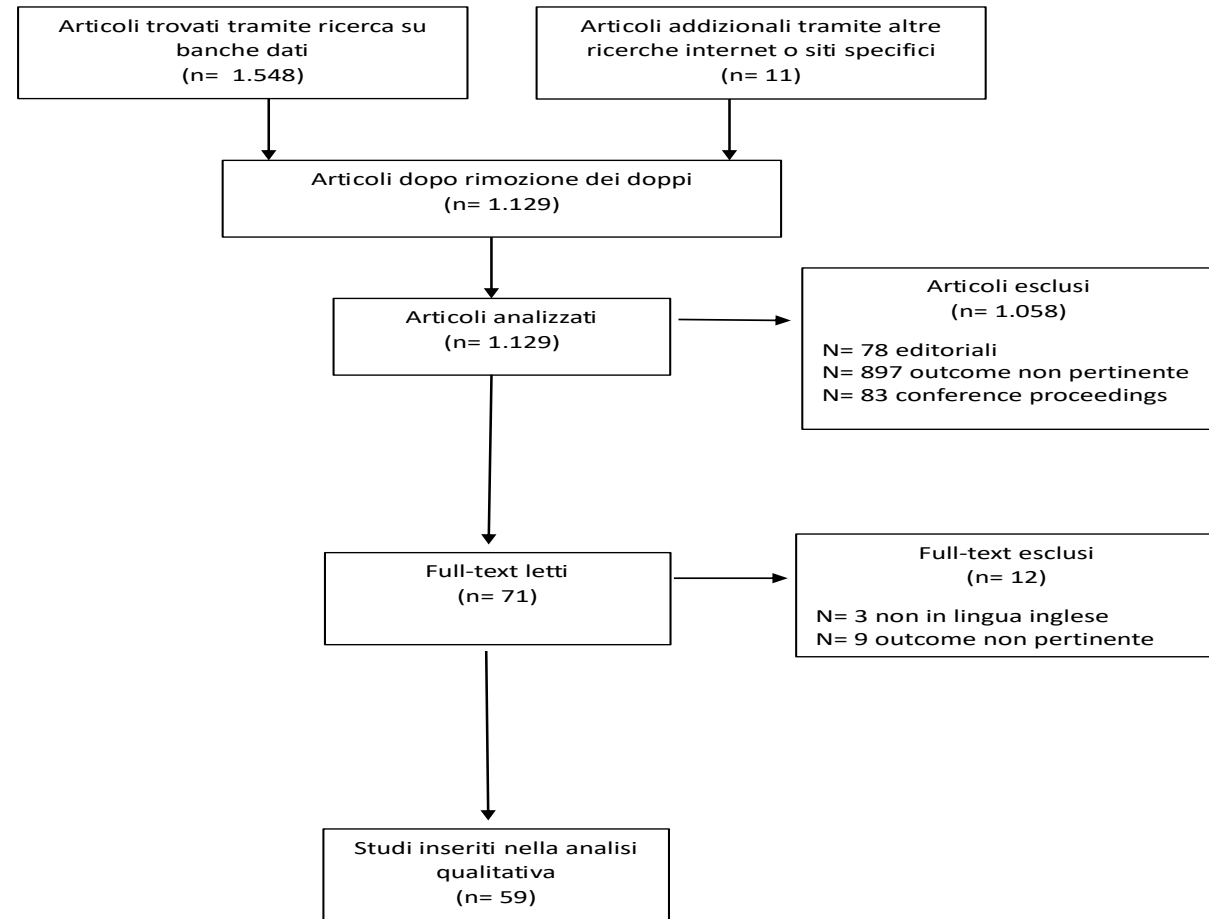 Articoli trovati tramite ricerca su
banche dati
(n=  1.548)
Articoli addizionali tramite altre
ricerche internet o siti specifici
(n= 11)
Articoli dopo rimozione dei doppi
(n= 1.129)
Articoli analizzati
(n= 1.129)
Articoli esclusi
(n= 1.058)
N= 78 editoriali
N= 897 outcome non pertinente
N= 83 conference proceedings
Full-text letti
(n= 71)
Full-text esclusi
(n= 12)
N= 3 non in lingua inglese
N= 9 outcome non pertinente
Studi inseriti nella analisi
qualitativa
(n= 59)